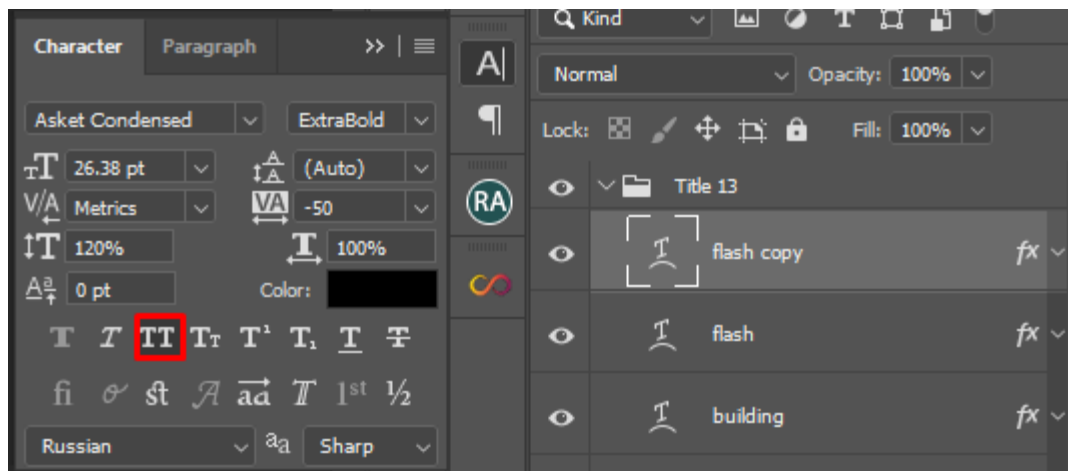 Character Paragraph
Asket Condensed ExtraBold
26.38 pt (Auto)
Metrics -50
120% 100%
0 pt Color:
T T TT Tт T¹ T₁ T T
fi st A aa T 1st ½
Russian aa Sharp
A
RA
Kind
Normal Opacity: 100%
Lock: Fill: 100%
Title 13
flash copy fx
flash fx
building fx